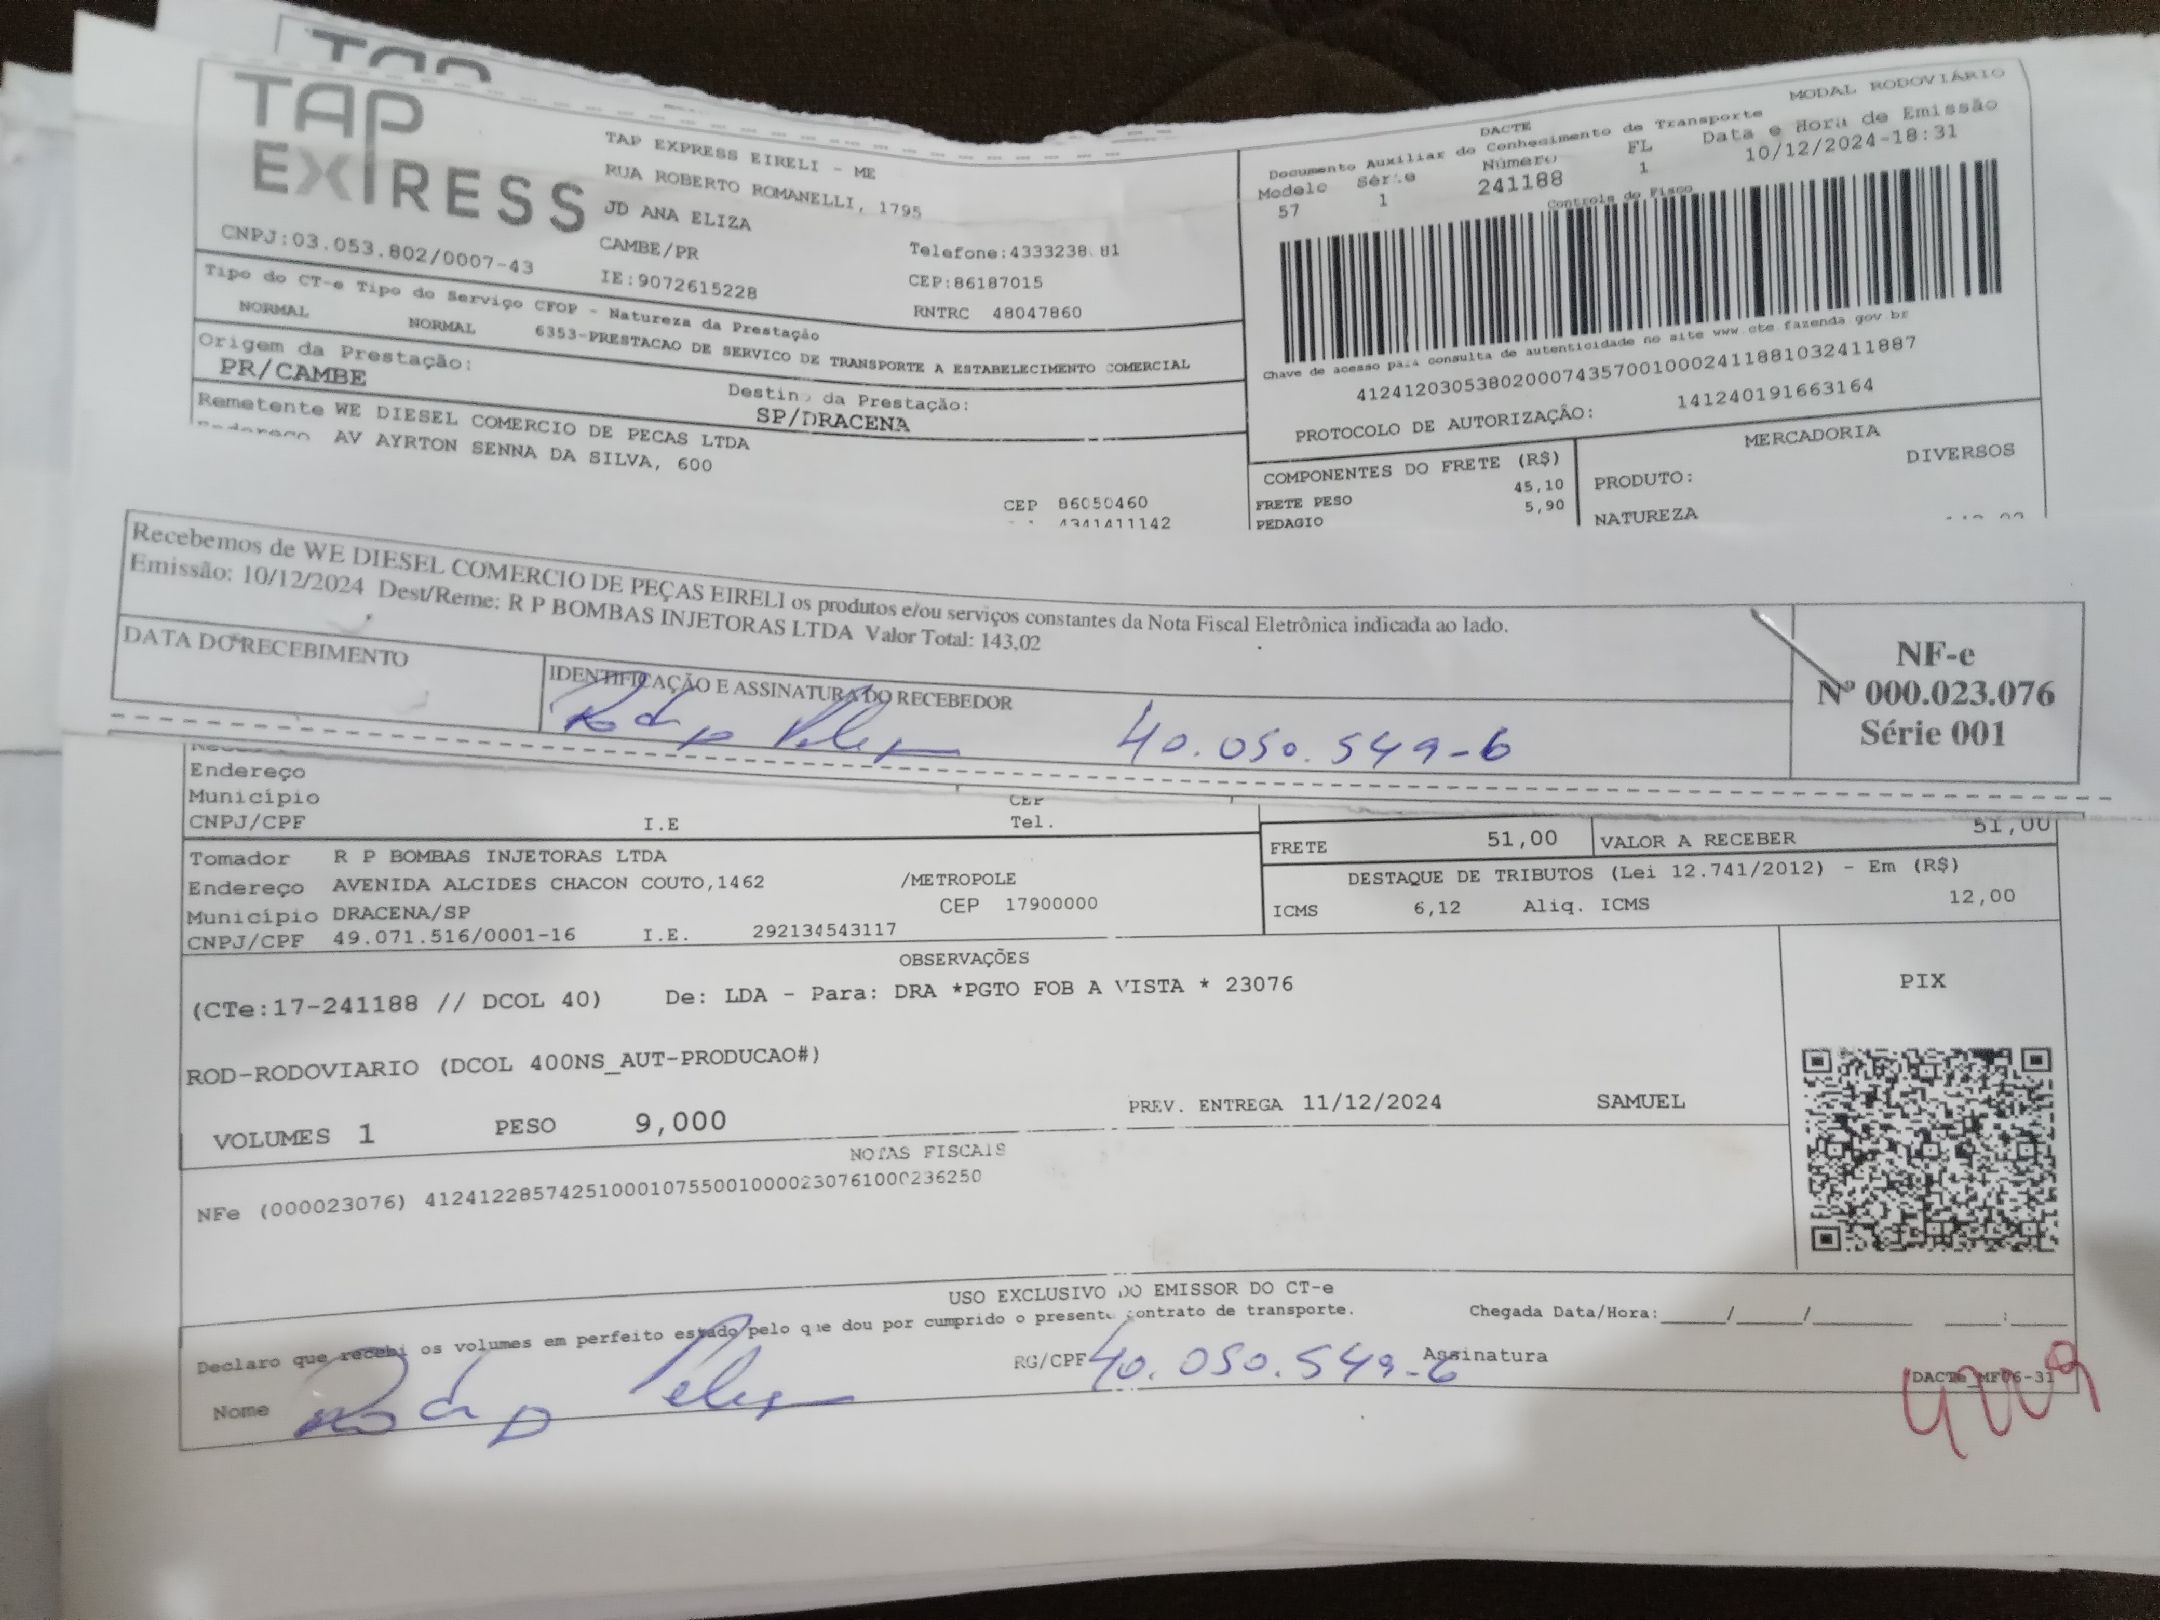 TAP
TAP
EXPRESS
CNPJ:03.053.802/0007-43
TAP EXPRESS EIRELI - ME
RUA ROBERTO ROMANELLI, 1795
JD ANA ELIZA
CAMBE/PR
IE:9072615228
Telefone:4333238 81
CEP:86187015
RNTRC 48047860
MODAL RODOVIÁRIO
DACTE
Documento Auxiliar do Conhecimento de Transporte
Modelo Série Número FL Data e Hora de Emissão
57 1 241188 1 10/12/2024-18:31
Controle do Fisco
Chave de acesso para consulta de autenticidade no site www.cte.fazenda.gov.br
41241203053802000743570010002411881032411887
PROTOCOLO DE AUTORIZAÇÃO: 141240191663164
Tipo do CT-e Tipo do Serviço CFOP - Natureza da Prestação
NORMAL NORMAL 6353-PRESTACAO DE SERVICO DE TRANSPORTE A ESTABELECIMENTO COMERCIAL
Origem da Prestação: Destino da Prestação:
PR/CAMBE SP/DRACENA
Remetente WE DIESEL COMERCIO DE PECAS LTDA
Endereço AV AYRTON SENNA DA SILVA, 600
CEP 86050460
4341411142
COMPONENTES DO FRETE (R$)
FRETE PESO 45,10
PEDAGIO 5,90
MERCADORIA
PRODUTO: DIVERSOS
NATUREZA
Recebemos de WE DIESEL COMERCIO DE PEÇAS EIRELI os produtos e/ou serviços constantes da Nota Fiscal Eletrônica indicada ao lado.
Emissão: 10/12/2024 Dest/Reme: R P BOMBAS INJETORAS LTDA Valor Total: 143,02
DATA DO RECEBIMENTO
IDENTIFICAÇÃO E ASSINATURA DO RECEBEDOR
40.050.549-6
NF-e
Nº 000.023.076
Série 001
Endereço
Município CEP
CNPJ/CPF I.E Tel.
FRETE 51,00 VALOR A RECEBER 51,00
Tomador R P BOMBAS INJETORAS LTDA
Endereço AVENIDA ALCIDES CHACON COUTO,1462 /METROPOLE
Município DRACENA/SP CEP 17900000
CNPJ/CPF 49.071.516/0001-16 I.E. 292134543117
DESTAQUE DE TRIBUTOS (Lei 12.741/2012) - Em (R$)
ICMS 6,12 Aliq. ICMS 12,00
OBSERVAÇÕES
(CTe:17-241188 // DCOL 40) De: LDA - Para: DRA *PGTO FOB A VISTA * 23076
ROD-RODOVIARIO (DCOL 400NS_AUT-PRODUCAO#)
PIX
VOLUMES 1 PESO 9,000 PREV. ENTREGA 11/12/2024 SAMUEL
NOTAS FISCAIS
NFe (000023076) 41241228574251000107550010000230761000236250
USO EXCLUSIVO DO EMISSOR DO CT-e
Declaro que recebi os volumes em perfeito estado pelo que dou por cumprido o presente contrato de transporte. Chegada Data/Hora:____/____/______ ____:____
Nome RG/CPF 40.050.549-6 Assinatura
DACTe_MF06-31